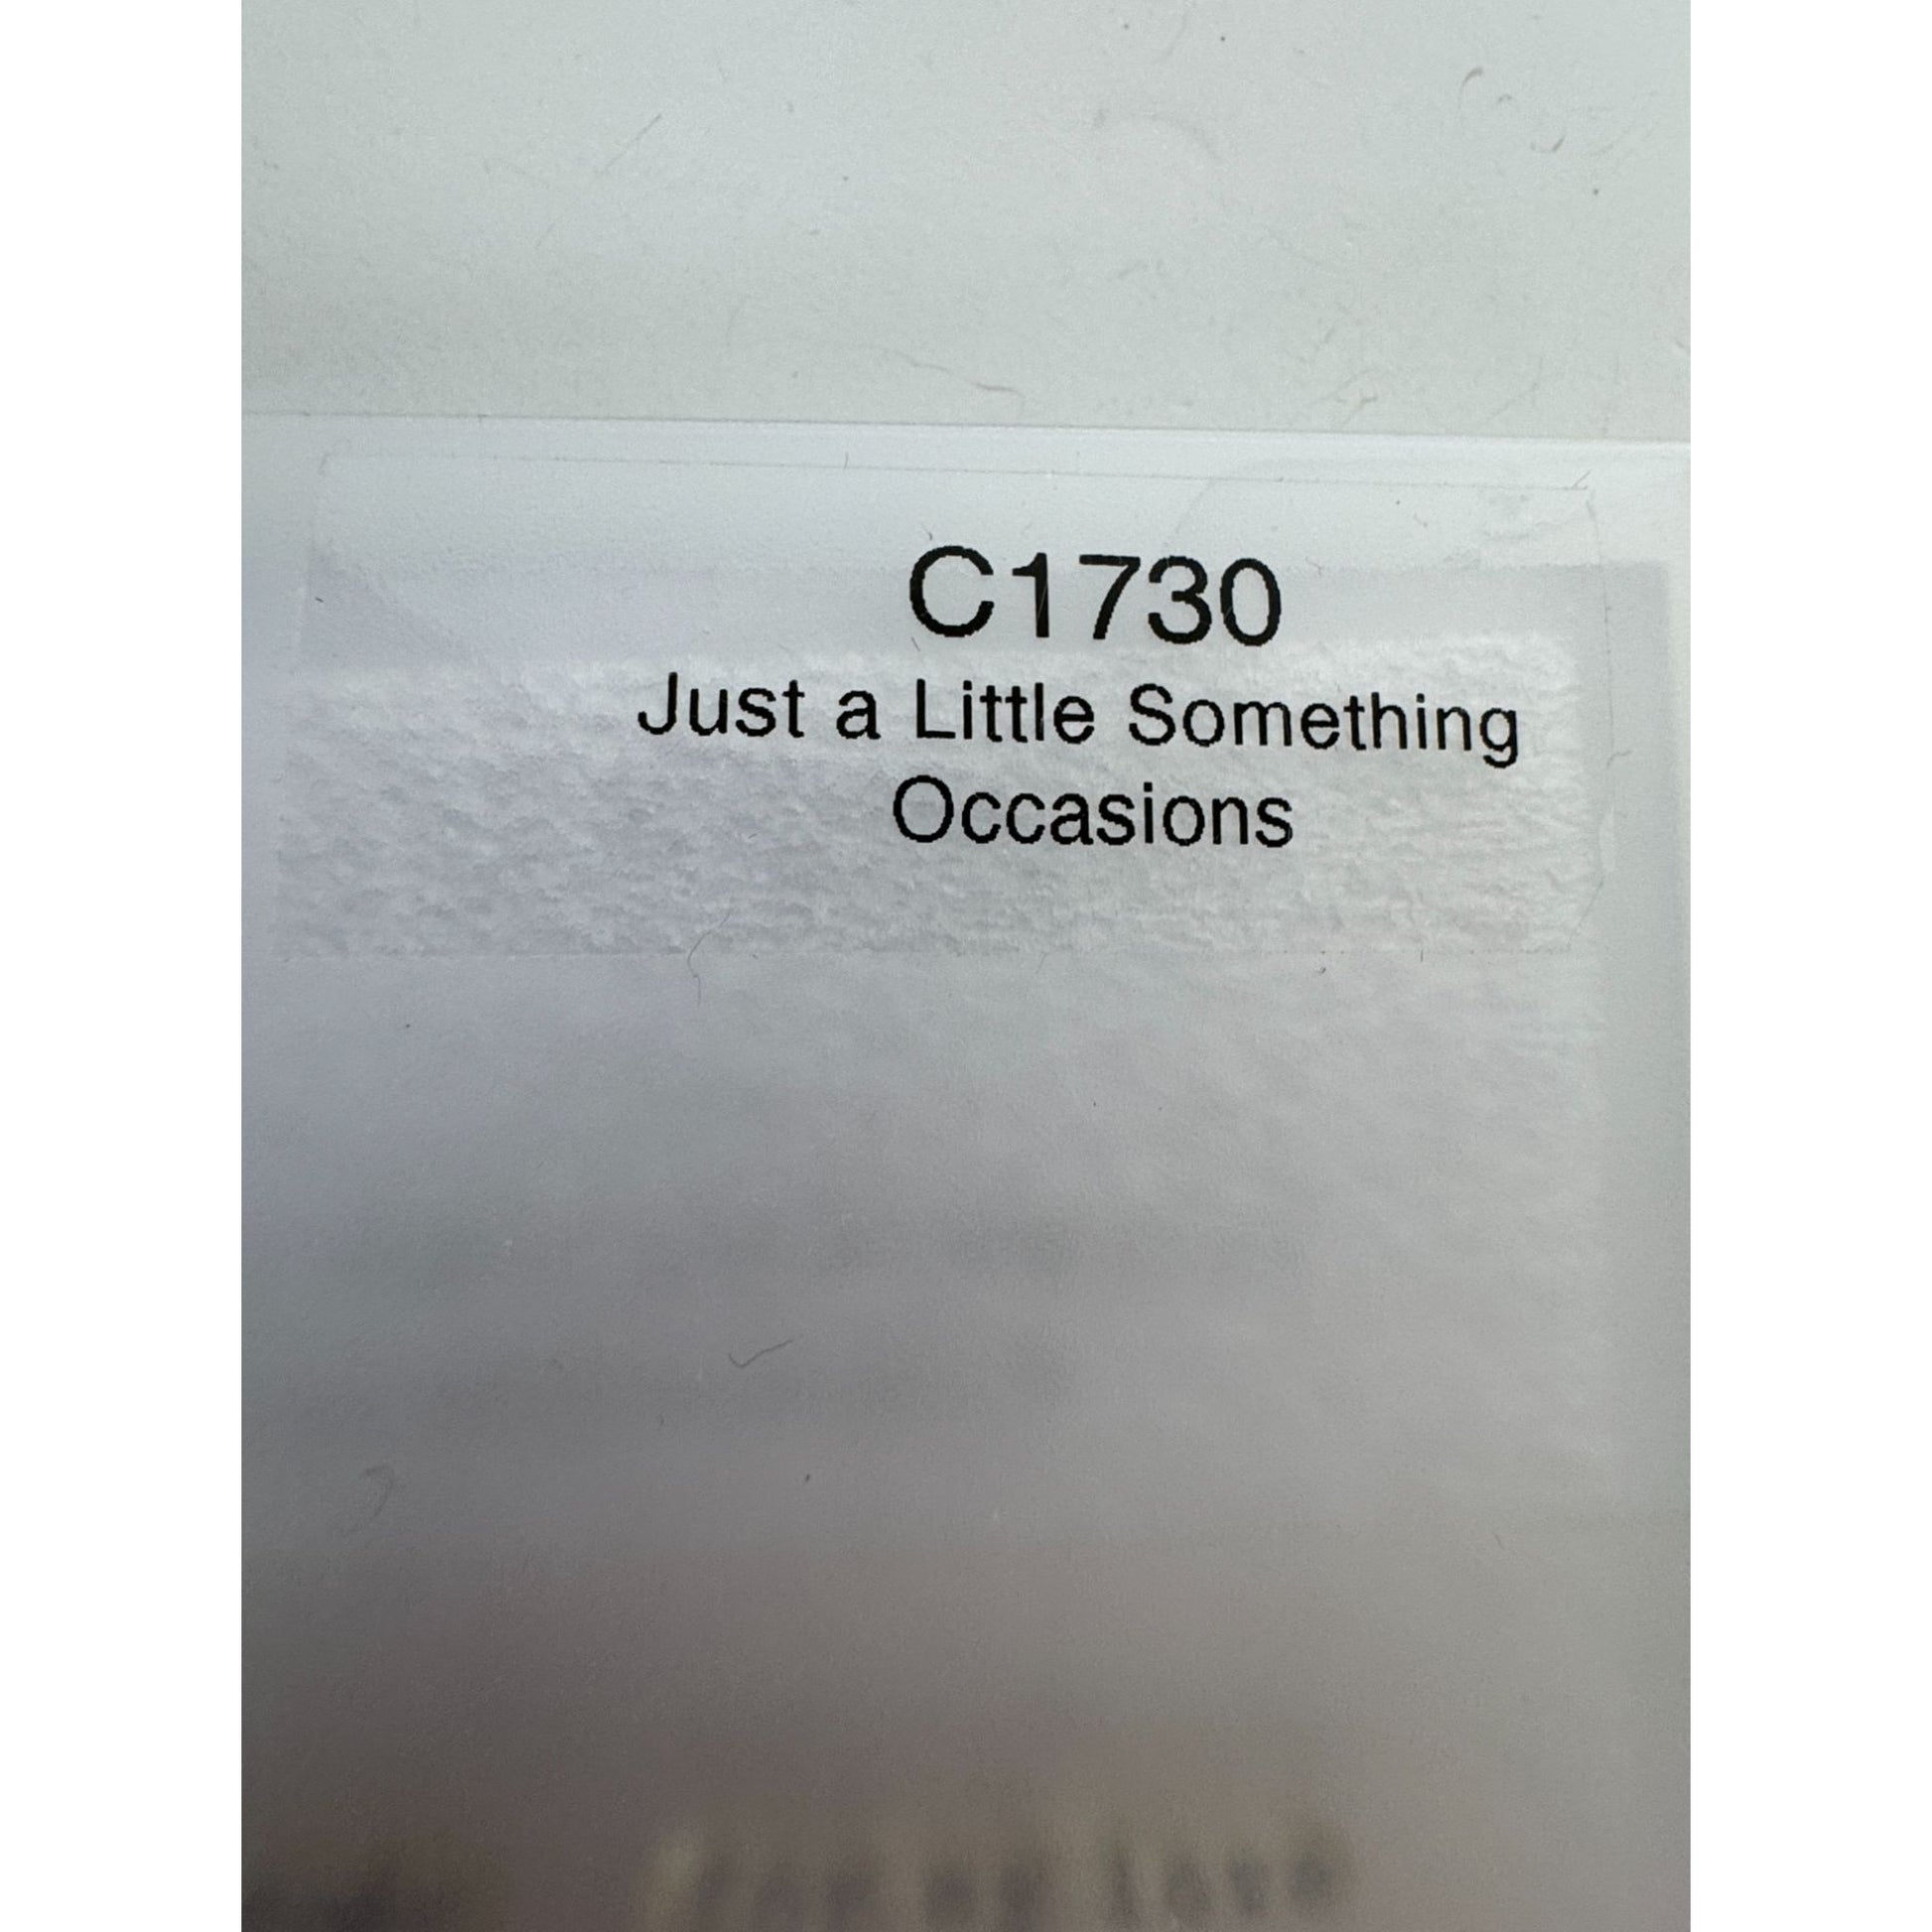 C1730
Just a Little Something
Occasions